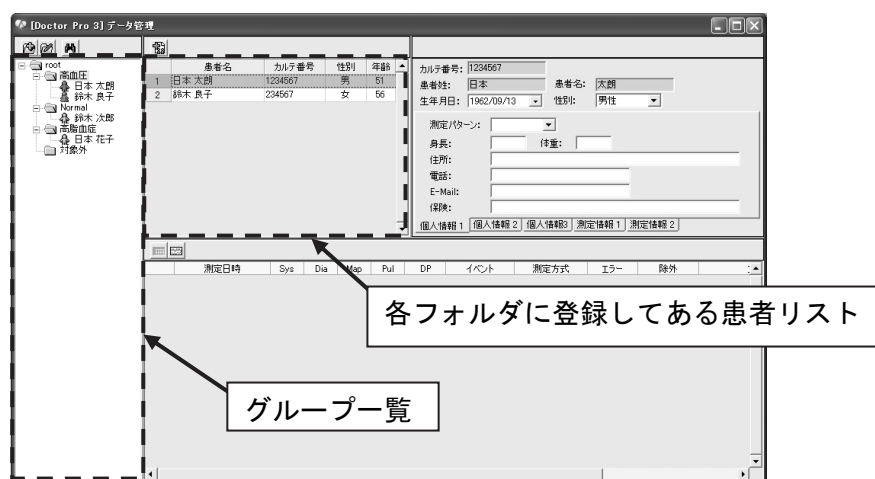 [Doctor Pro 3] データ管理
root
高血圧
日本 太朗
鈴木 良子
Normal
鈴木 次郎
高脂血症
日本 花子
対象外
患者名 カルテ番号 性別 年齢
1 日本 太朗 1234567 男 51
2 鈴木 良子 234567 女 56
カルテ番号: 1234567
患者姓: 日本 患者名: 太朗
生年月日: 1962/09/13 性別: 男性
測定パターン:
身長: 体重:
住所:
電話:
E-Mail:
保険:
個人情報 1 個人情報 2 個人情報3 測定情報 1 測定情報 2
測定日時 Sys Dia Map Pul DP イベント 測定方式 エラー 除外
各フォルダに登録してある患者リスト
グループ一覧